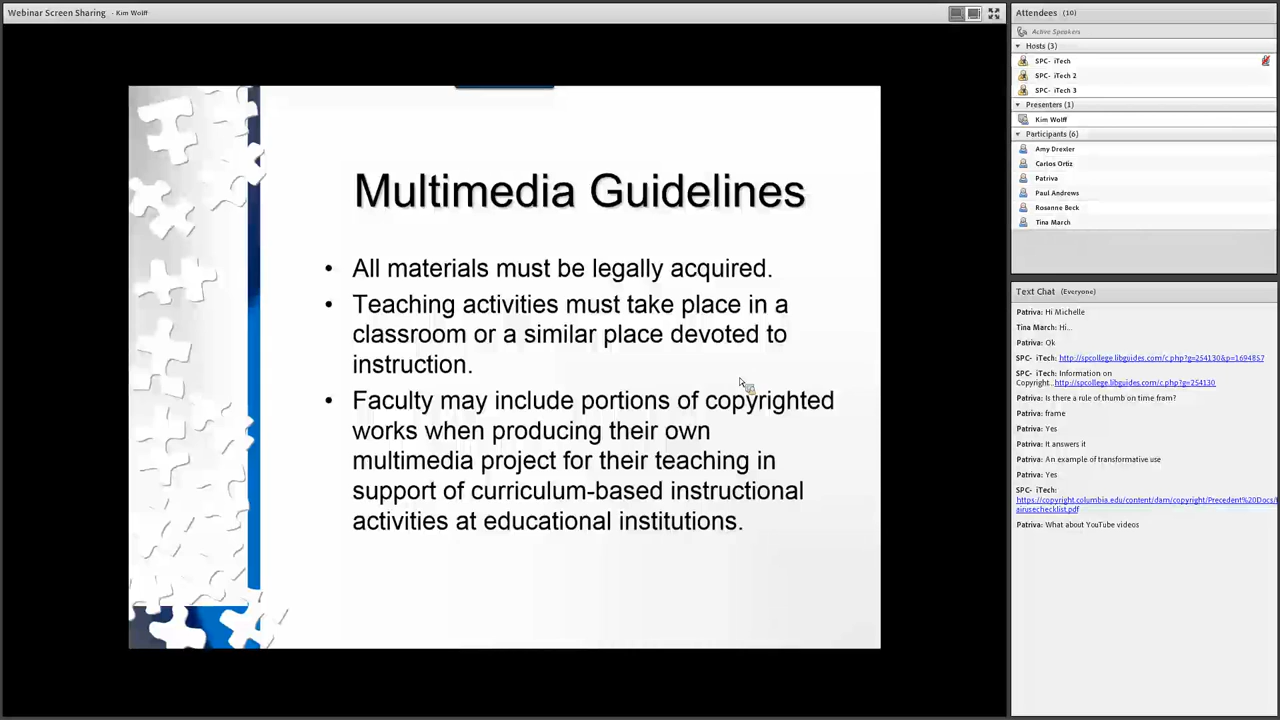 Webinar Screen Sharing - Kim Wolff
Multimedia Guidelines
• All materials must be legally acquired.
• Teaching activities must take place in a
classroom or a similar place devoted to
instruction.
• Faculty may include portions of copyrighted
works when producing their own
multimedia project for their teaching in
support of curriculum-based instructional
activities at educational institutions.
Attendees (10)
Active Speakers
Hosts (3)
SPC- iTech
SPC- iTech 2
SPC- iTech 3
Presenters (1)
Kim Wolff
Participants (6)
Amy Drexler
Carlos Ortiz
Patriva
Paul Andrews
Rosanne Beck
Tina March
Text Chat (Everyone)
Patriva: Hi Michelle
Tina March: Hi...
Patriva: Ok
SPC- iTech: http://spcollege.libguides.com/c.php?g=254130&p=1694857
SPC- iTech: Information on
Copyright...http://spcollege.libguides.com/c.php?g=254130
Patriva: Is there a rule of thumb on time fram?
Patriva: frame
Patriva: Yes
Patriva: It answers it
Patriva: An example of transformative use
Patriva: Yes
SPC- iTech:
https://copyright.columbia.edu/content/dam/copyright/Precedent%20Docs/f
airusechecklist.pdf
Patriva: What about YouTube videos